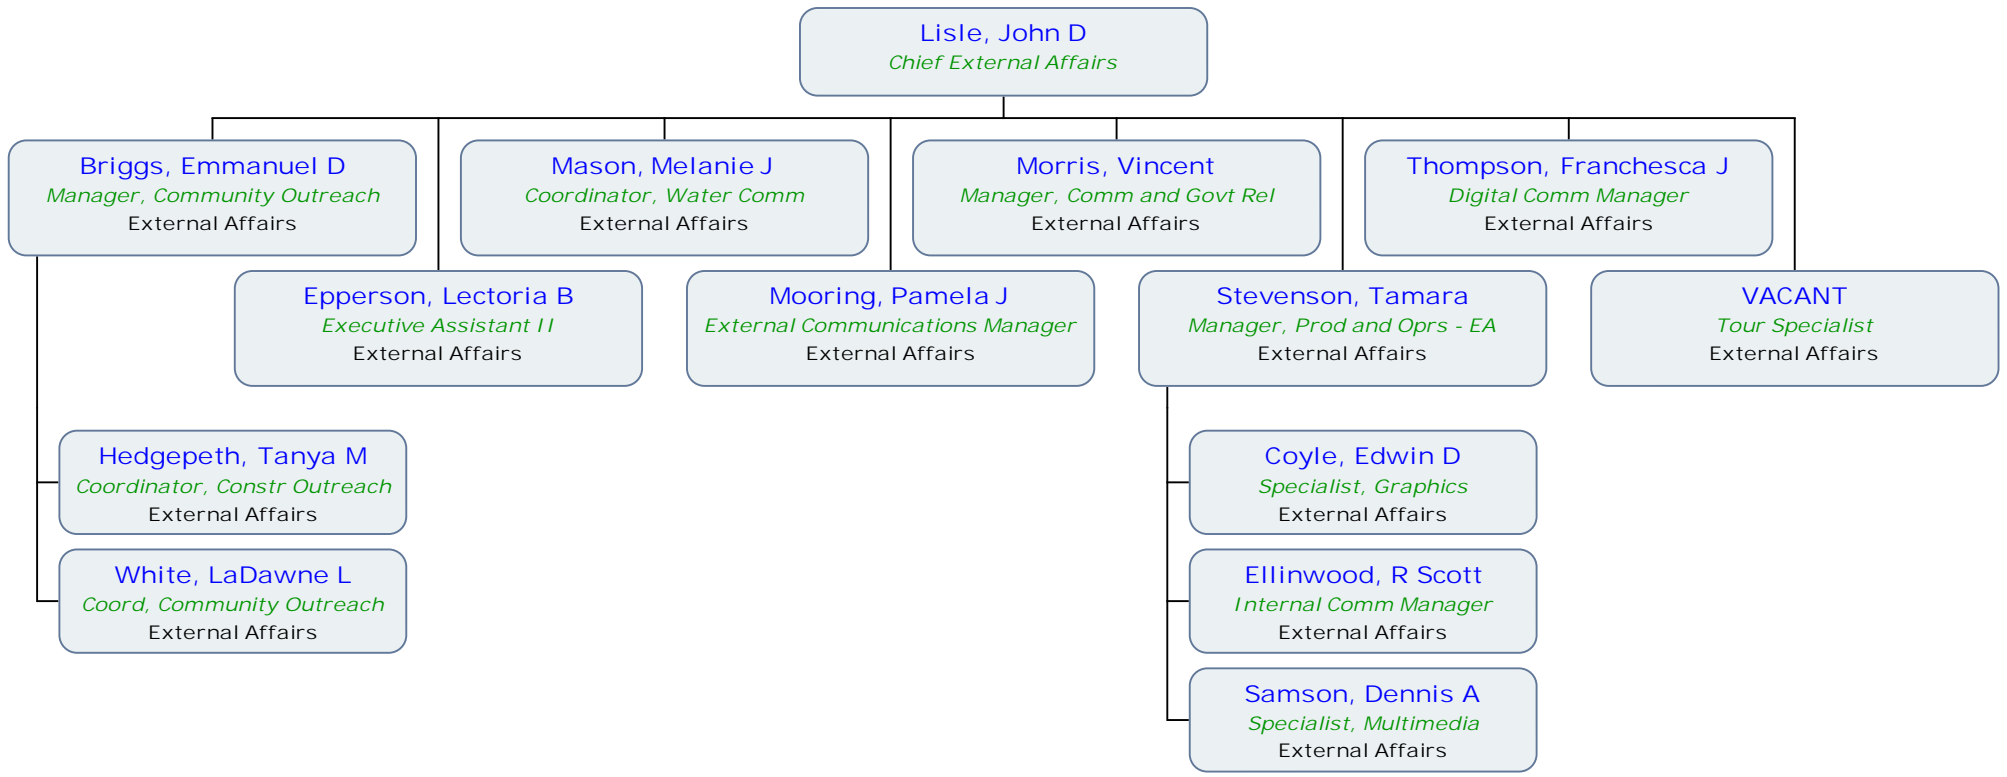 Lisle, John D
Chief External Affairs
Briggs, Emmanuel D
Manager, Community Outreach
External Affairs
Mason, Melanie J
Coordinator, Water Comm
External Affairs
Morris, Vincent
Manager, Comm and Govt Rel
External Affairs
Thompson, Franchesca J
Digital Comm Manager
External Affairs
Epperson, Lectoria B
Executive Assistant II
External Affairs
Mooring, Pamela J
External Communications Manager
External Affairs
Stevenson, Tamara
Manager, Prod and Oprs - EA
External Affairs
VACANT
Tour Specialist
External Affairs
Hedgepeth, Tanya M
Coordinator, Constr Outreach
External Affairs
White, LaDawne L
Coord, Community Outreach
External Affairs
Coyle, Edwin D
Specialist, Graphics
External Affairs
Ellinwood, R Scott
Internal Comm Manager
External Affairs
Samson, Dennis A
Specialist, Multimedia
External Affairs